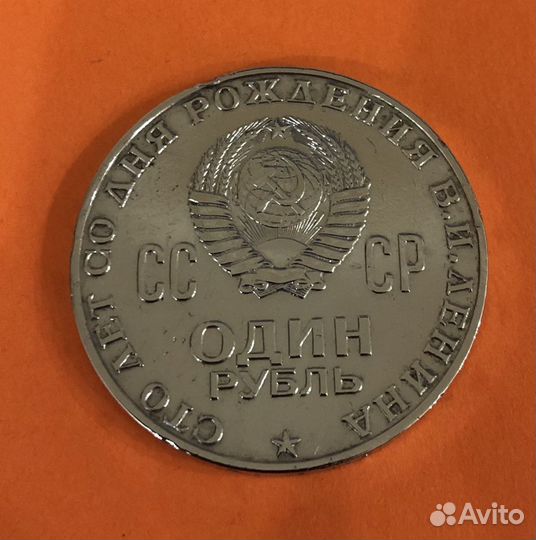 СТО ЛЕТ СО ДНЯ РОЖДЕНИЯ В.И.ЛЕНИНА
СС СР
ОДИН
РУБЛЬ
Avito